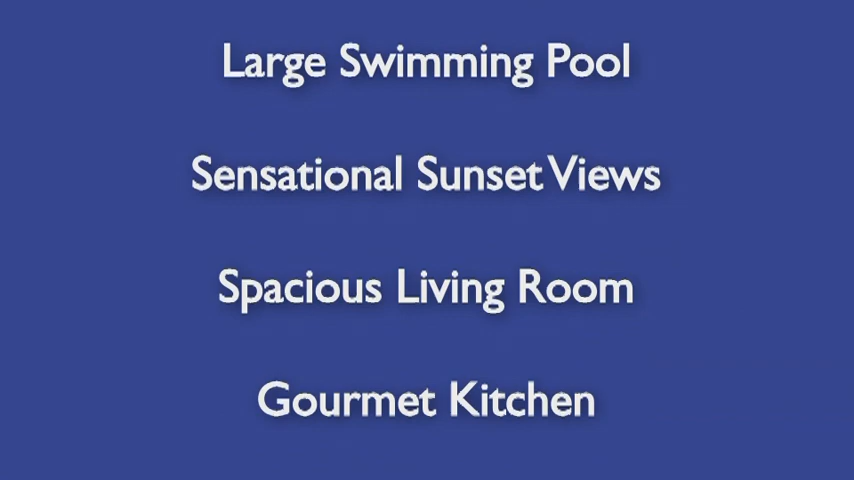 Large Swimming Pool
Sensational Sunset Views
Spacious Living Room
Gourmet Kitchen